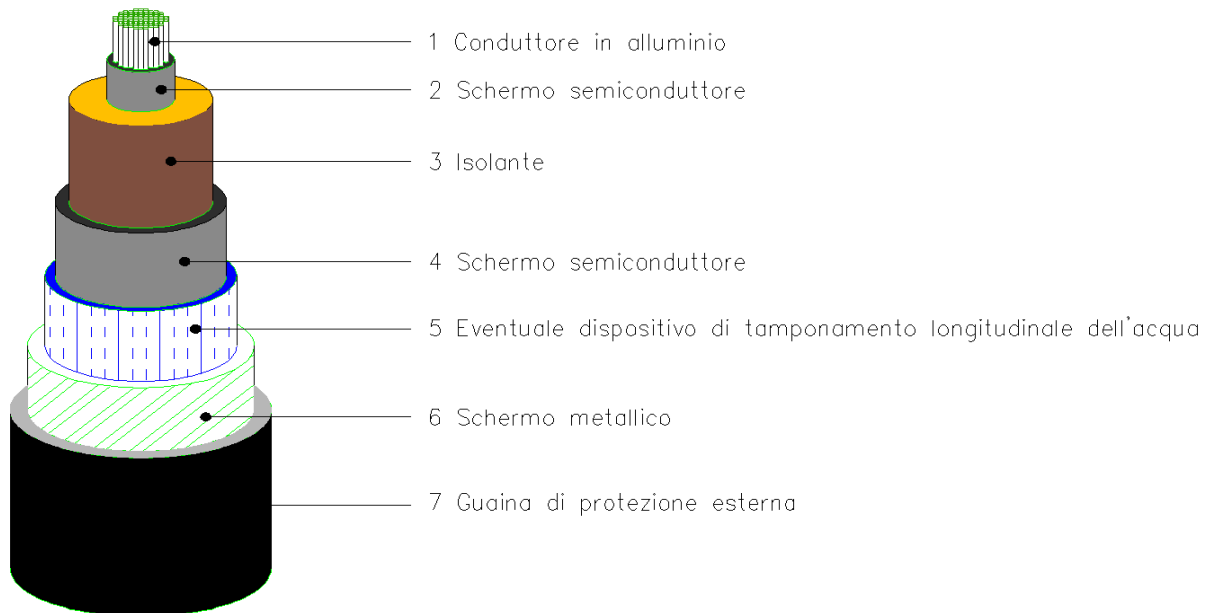 1 Conduttore in alluminio
2 Schermo semiconduttore
3 Isolante
4 Schermo semiconduttore
5 Eventuale dispositivo di tamponamento longitudinale dell'acqua
6 Schermo metallico
7 Guaina di protezione esterna